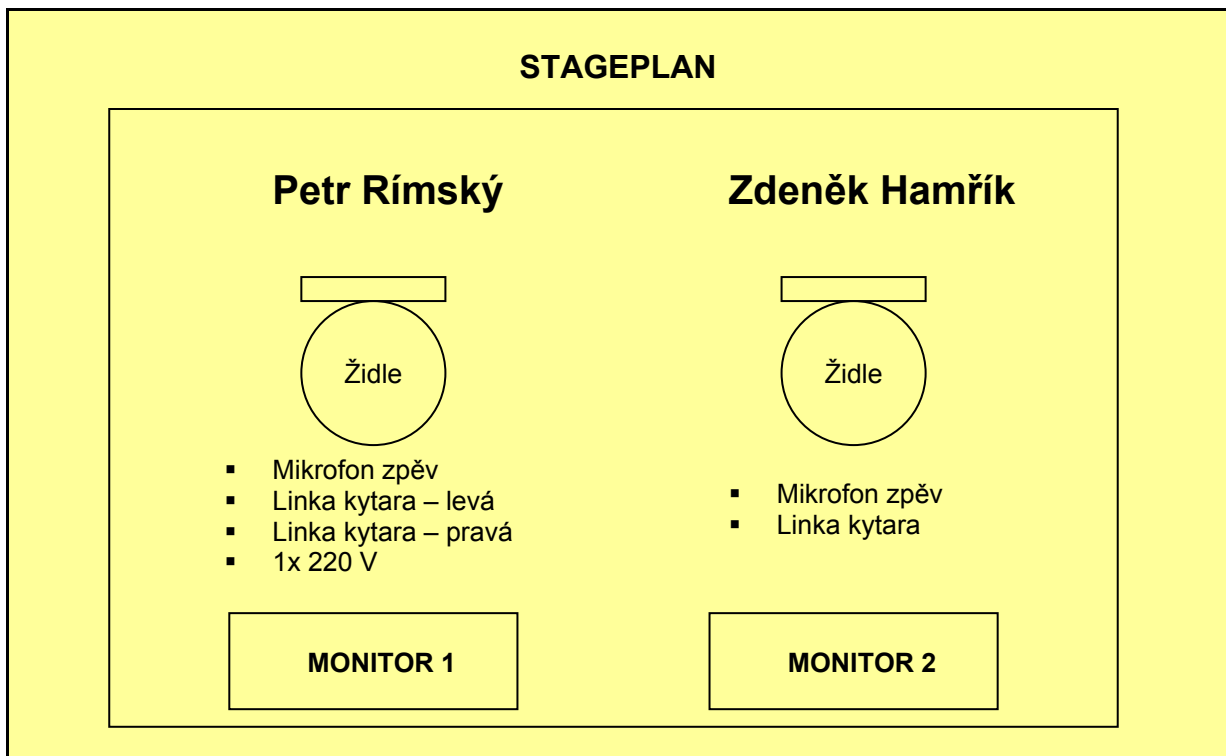 STAGEPLAN
Petr Rímský
Zdeněk Hamřík
Židle
Židle
▪ Mikrofon zpěv
▪ Linka kytara – levá
▪ Linka kytara – pravá
▪ 1x 220 V
▪ Mikrofon zpěv
▪ Linka kytara
MONITOR 1
MONITOR 2